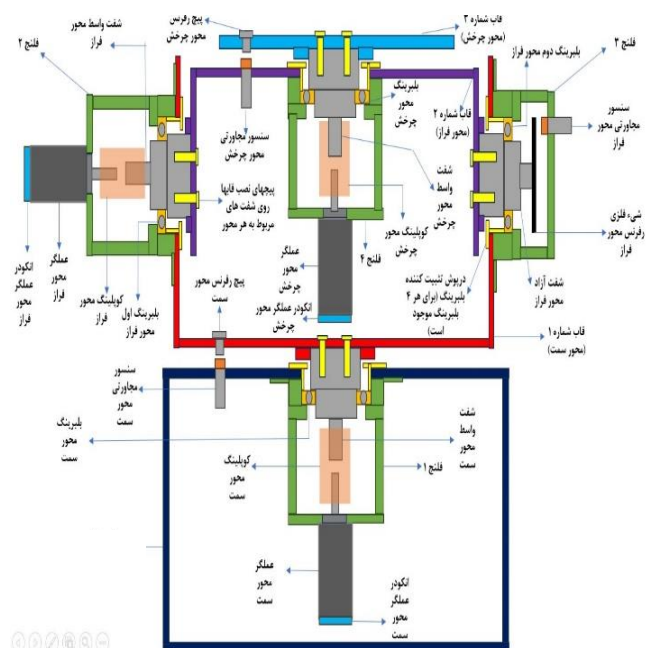 شفت واسط محور
فراز
فلنج ۲
پیچ رفرنس
محور چرخش
قاب شماره ۳
(محور چرخش)
بلبرینگ دوم محور فراز
فلنج ۳
سنسور
مجاورتی محور
فراز
قاب شماره ۲
(محور فراز)
بلبرینگ
محور
چرخش
سنسور مجاورتی
محور چرخش
شفت
واسط
محور
چرخش
پیچهای نصب قابها
روی شفت های
مربوط به هر محور
کوپلینگ محور
چرخش
فلنج ۴
شیء فلزی
رفرنس محور
فراز
انکودر
عملگر
محور
فراز
عملگر
محور
فراز
کوپلینگ محور
فراز
بلبرینگ اول
محور فراز
پیچ رفرنس محور
سمت
عملگر
محور
چرخش
انکودر عملگر محور
چرخش
درپوش تثبیت کننده
بلبرینگ (برای هر ۴
بلبرینگ موجود
است)
شفت آزاد
محور فراز
قاب شماره ۱
(محور سمت)
سنسور
مجاورتی
محور
سمت
بلبرینگ
محور
سمت
کوپلینگ
محور
سمت
شفت
واسط
محور
سمت
فلنج ۱
عملگر
محور
سمت
انکودر
عملگر
محور
سمت